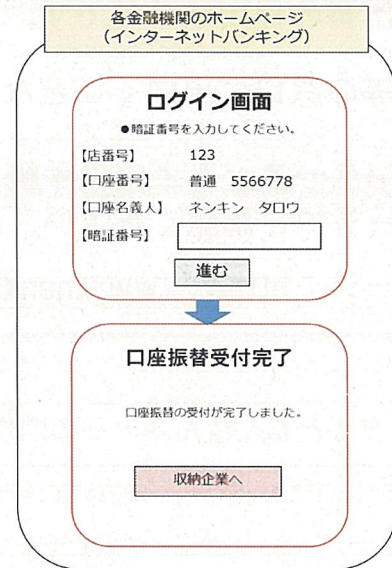 各金融機関のホームページ
(インターネットバンキング)
ログイン画面
●暗証番号を入力してください。
【店番号】 123
【口座番号】 普通 5566778
【口座名義人】 ネンキン タロウ
【暗証番号】
進む
口座振替受付完了
口座振替の受付が完了しました。
収納企業へ